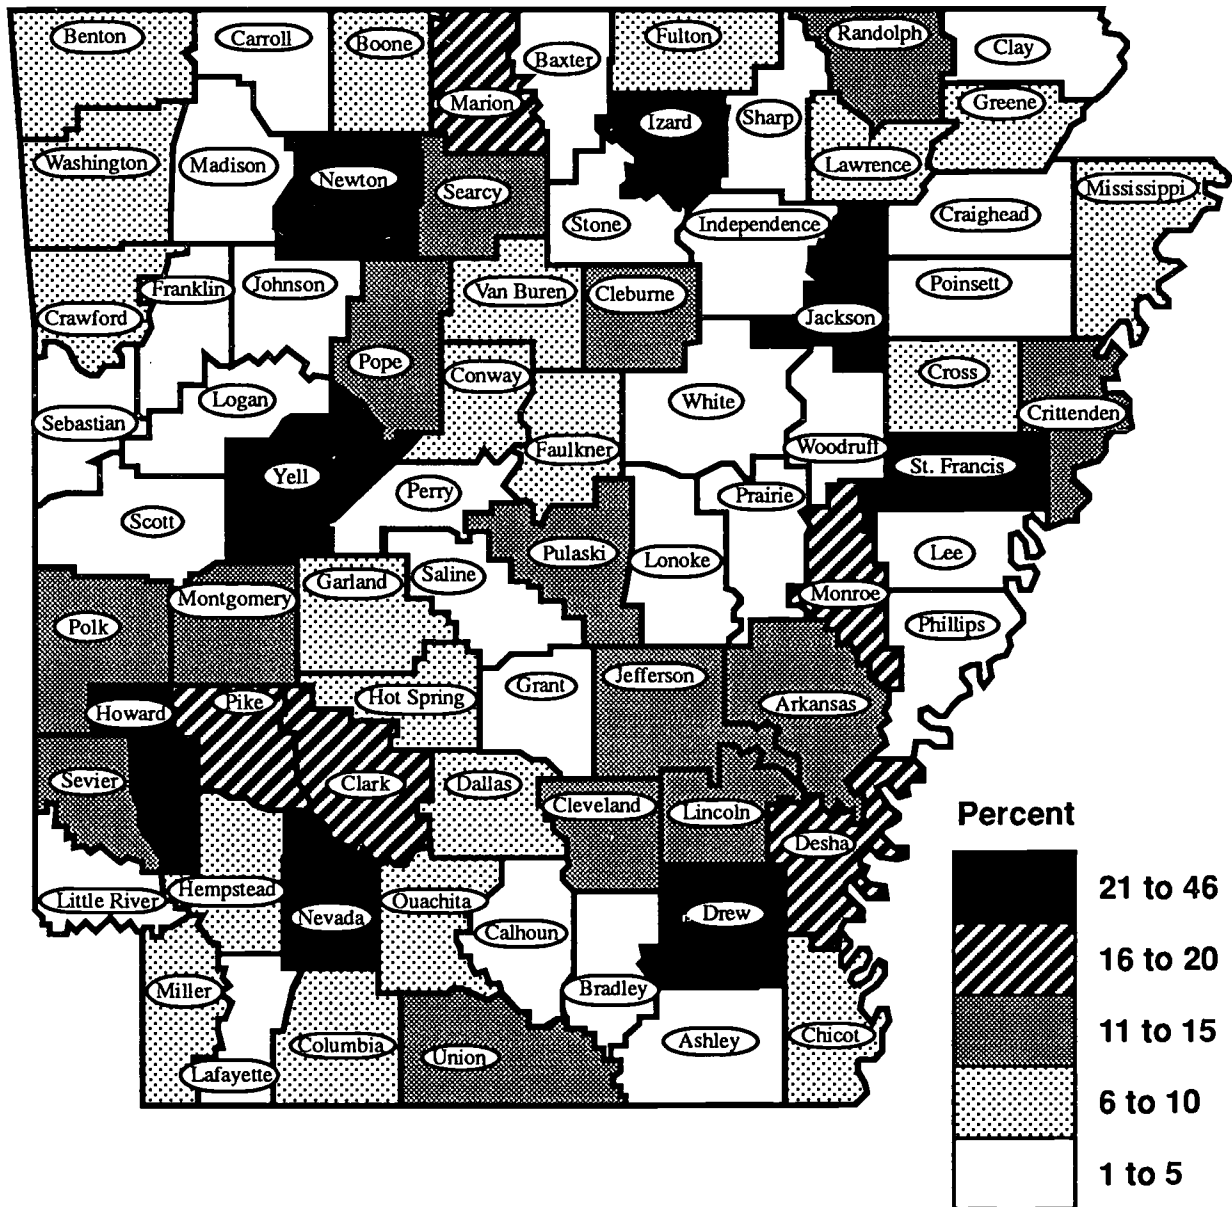 Benton
Carroll
Boone
Marion
Baxter
Fulton
Randolph
Clay
Greene
Izard
Sharp
Lawrence
Washington
Madison
Newton
Searcy
Stone
Independence
Craighead
Mississippi
Crawford
Franklin
Johnson
Van Buren
Cleburne
Jackson
Poinsett
Pope
Conway
Cross
Crittenden
Sebastian
Logan
White
Woodruff
Faulkner
Yell
Perry
Prairie
St. Francis
Scott
Pulaski
Lonoke
Lee
Saline
Garland
Montgomery
Monroe
Polk
Phillips
Hot Spring
Grant
Jefferson
Arkansas
Howard
Pike
Sevier
Clark
Dallas
Cleveland
Lincoln
Desha
Little River
Hempstead
Nevada
Ouachita
Calhoun
Drew
Miller
Bradley
Lafayette
Columbia
Union
Ashley
Chicot
Percent
21 to 46
16 to 20
11 to 15
6 to 10
1 to 5